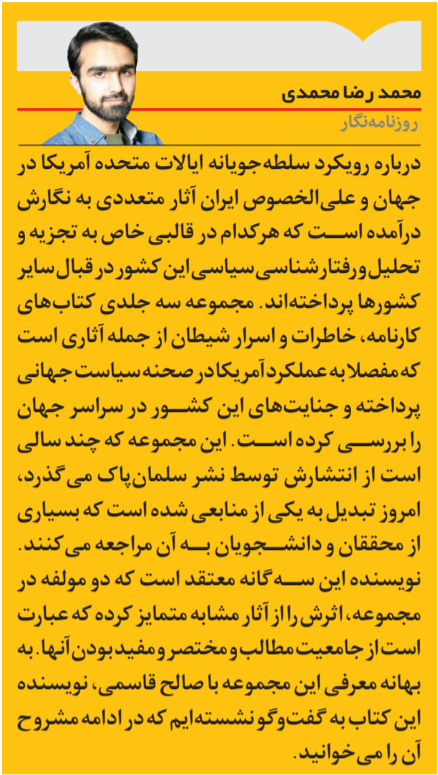 محمد رضا محمدی
روزنامه‌نگار
درباره رویکرد سلطه‌جویانه ایالات متحده آمریکا در
جهان و علی‌الخصوص ایران آثار متعددی به نگارش
درآمده است که هرکدام در قالبی خاص به تجزیه و
تحلیل و رفتارشناسی سیاسی این کشور در قبال سایر
کشورها پرداخته‌اند. مجموعه سه جلدی کتاب‌های
کارنامه، خاطرات و اسرار شیطان از جمله آثاری است
که مفصلا به عملکرد آمریکا در صحنه سیاست جهانی
پرداخته و جنایت‌های این کشور در سراسر جهان
را بررسی کرده است. این مجموعه که چند سالی
است از انتشارش توسط نشر سلمان‌پاک می‌گذرد،
امروز تبدیل به یکی از منابعی شده است که بسیاری
از محققان و دانشجویان به آن مراجعه می‌کنند.
نویسنده این سه‌گانه معتقد است که دو مولفه در
مجموعه، اثرش را از آثار مشابه متمایز کرده که عبارت
است از جامعیت مطالب و مختصر و مفید بودن آنها. به
بهانه معرفی این مجموعه با صالح قاسمی، نویسنده
این کتاب به گفت‌وگو نشسته‌ایم که در ادامه مشروح
آن را می‌خوانید.